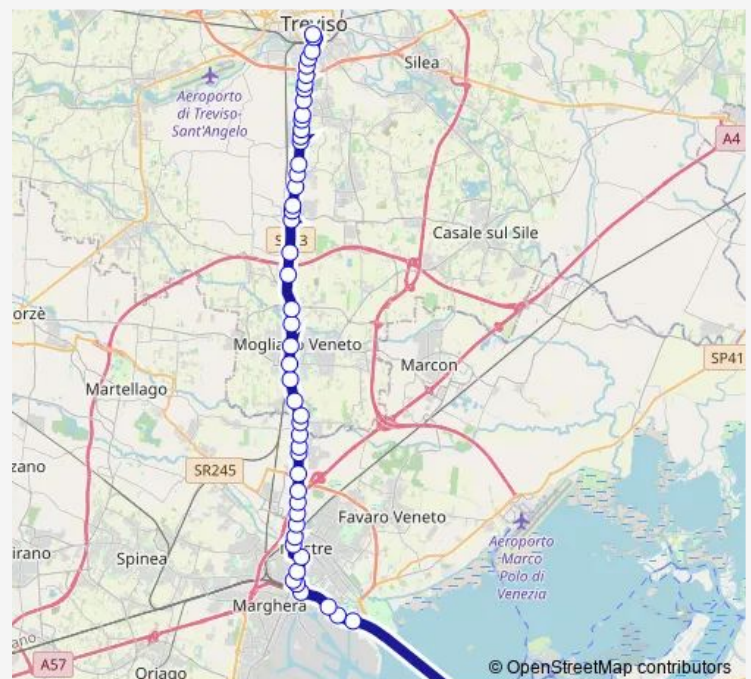 Treviso
Silea
Aeroporto
di Treviso-
Sant'Angelo
A4
Casale sul Sile
orzè
Mogliano Veneto
Marcon
SP41
Martellago
SR245
zano
Favaro Veneto
irano
Spinea
Aeroporto
Marco
Polo di
Venezia
Marghera
ano
A57
Oriago
© OpenStreetMap contributors